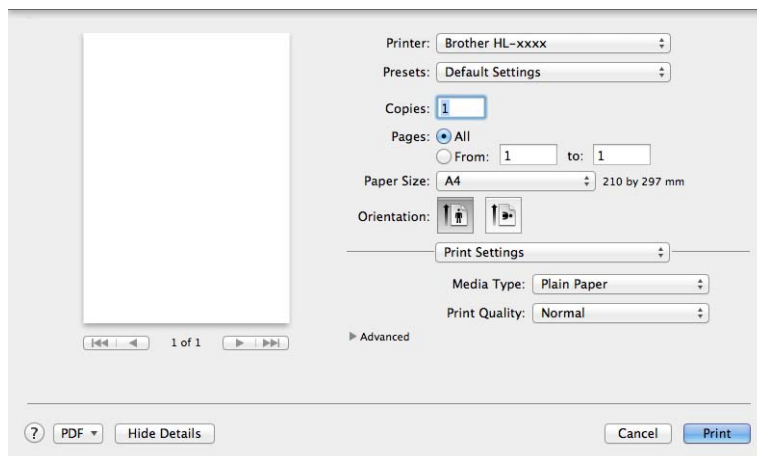 Printer: Brother HL-xxxx
Presets: Default Settings
Copies: 1
Pages: All
From: 1 to: 1
Paper Size: A4 210 by 297 mm
Orientation:
Print Settings
Media Type: Plain Paper
Print Quality: Normal
1 of 1
Advanced
? PDF Hide Details Cancel Print